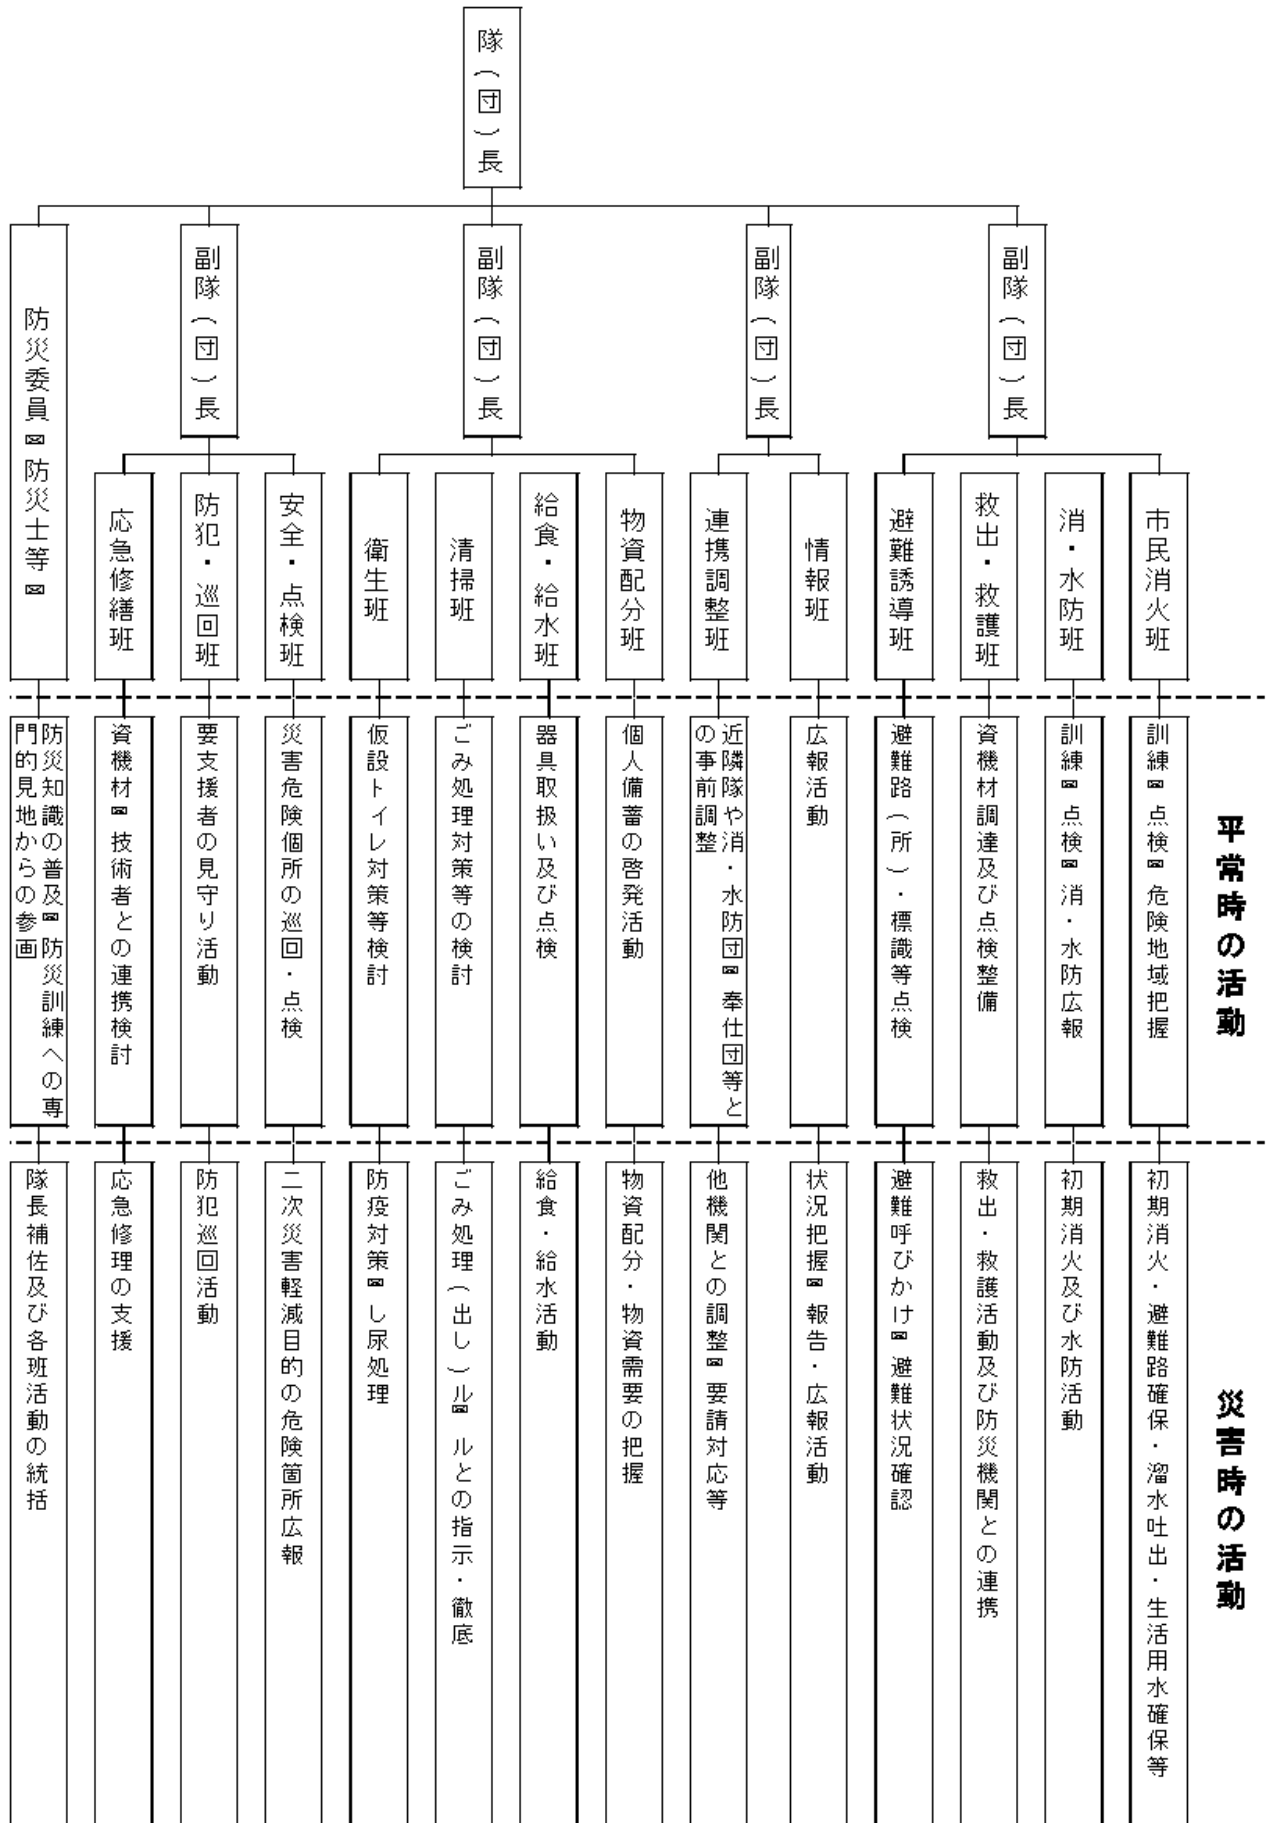 隊（団）長
副隊（団）長
副隊（団）長
副隊（団）長
副隊（団）長
防災委員
防災士等
市民消火班
消・水防班
救出・救護班
避難誘導班
情報班
連携調整班
物資配分班
給食・給水班
清掃班
衛生班
安全・点検班
防犯・巡回班
応急修繕班
平常時の活動
訓練 点検 危険地域把握
訓練 点検 消・水防広報
資機材調達及び点検整備
避難路（所）・標識等点検
広報活動
近隣隊や消・水防団 奉仕団等と
の事前調整
個人備蓄の啓発活動
器具取扱い及び点検
ごみ処理対策等の検討
仮設トイレ対策等検討
災害危険個所の巡回・点検
要支援者の見守り活動
資機材 技術者との連携検討
防災知識の普及 防災訓練への専
門的見地からの参画
災害時の活動
初期消火・避難路確保・溜水吐出・生活用水確保等
初期消火及び水防活動
救出・救護活動及び防災機関との連携
避難呼びかけ 避難状況確認
状況把握 報告・広報活動
他機関との調整 要請対応等
物資配分・物資需要の把握
給食・給水活動
ごみ処理（出し）ル ルとの指示・徹底
防疫対策 し尿処理
二次災害軽減目的の危険箇所広報
防犯巡回活動
応急修理の支援
隊長補佐及び各班活動の統括